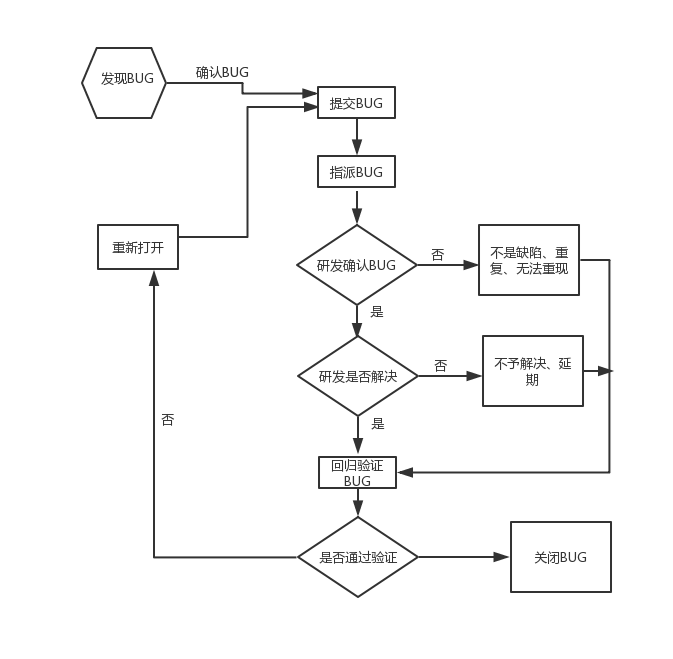 发现BUG
确认BUG
提交BUG
指派BUG
重新打开
研发确认BUG
否
不是缺陷、重
复、无法重现
是
研发是否解决
否
不予解决、延
期
是
否
回归验证
BUG
是否通过验证
关闭BUG